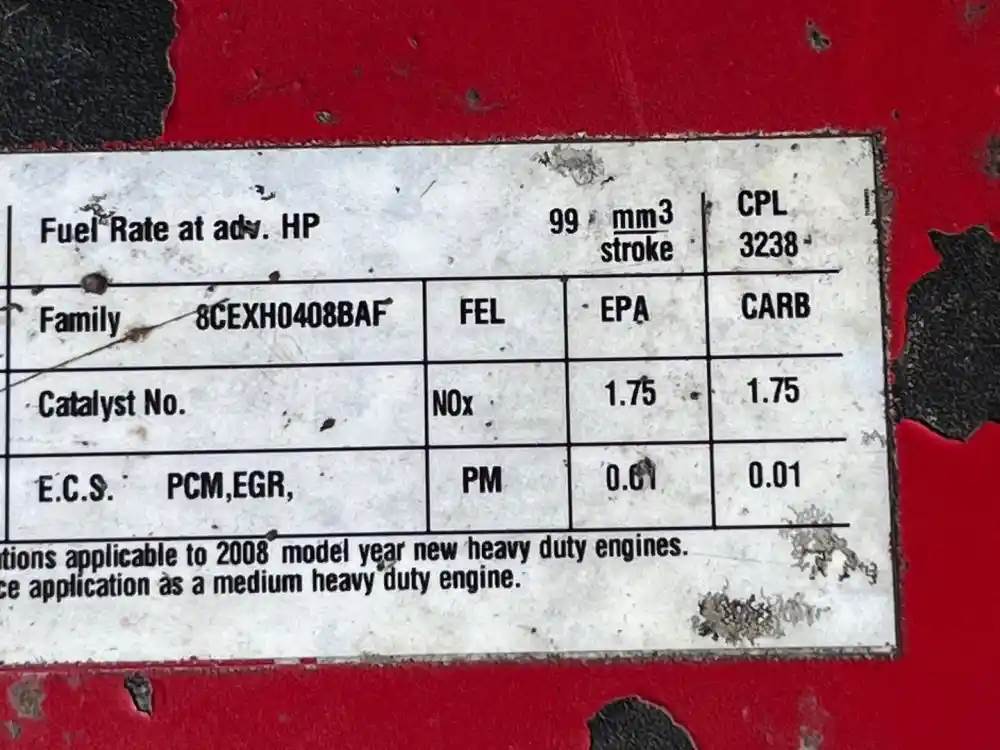 Fuel Rate at adv. HP 99 mm3 CPL
stroke 3238
Family 8CEXH0408BAF FEL EPA CARB
Catalyst No. NOx 1.75 1.75
E.C.S. PCM,EGR, PM 0.01 0.01
applicable to 2008 model year new heavy duty engines.
application as a medium heavy duty engine.